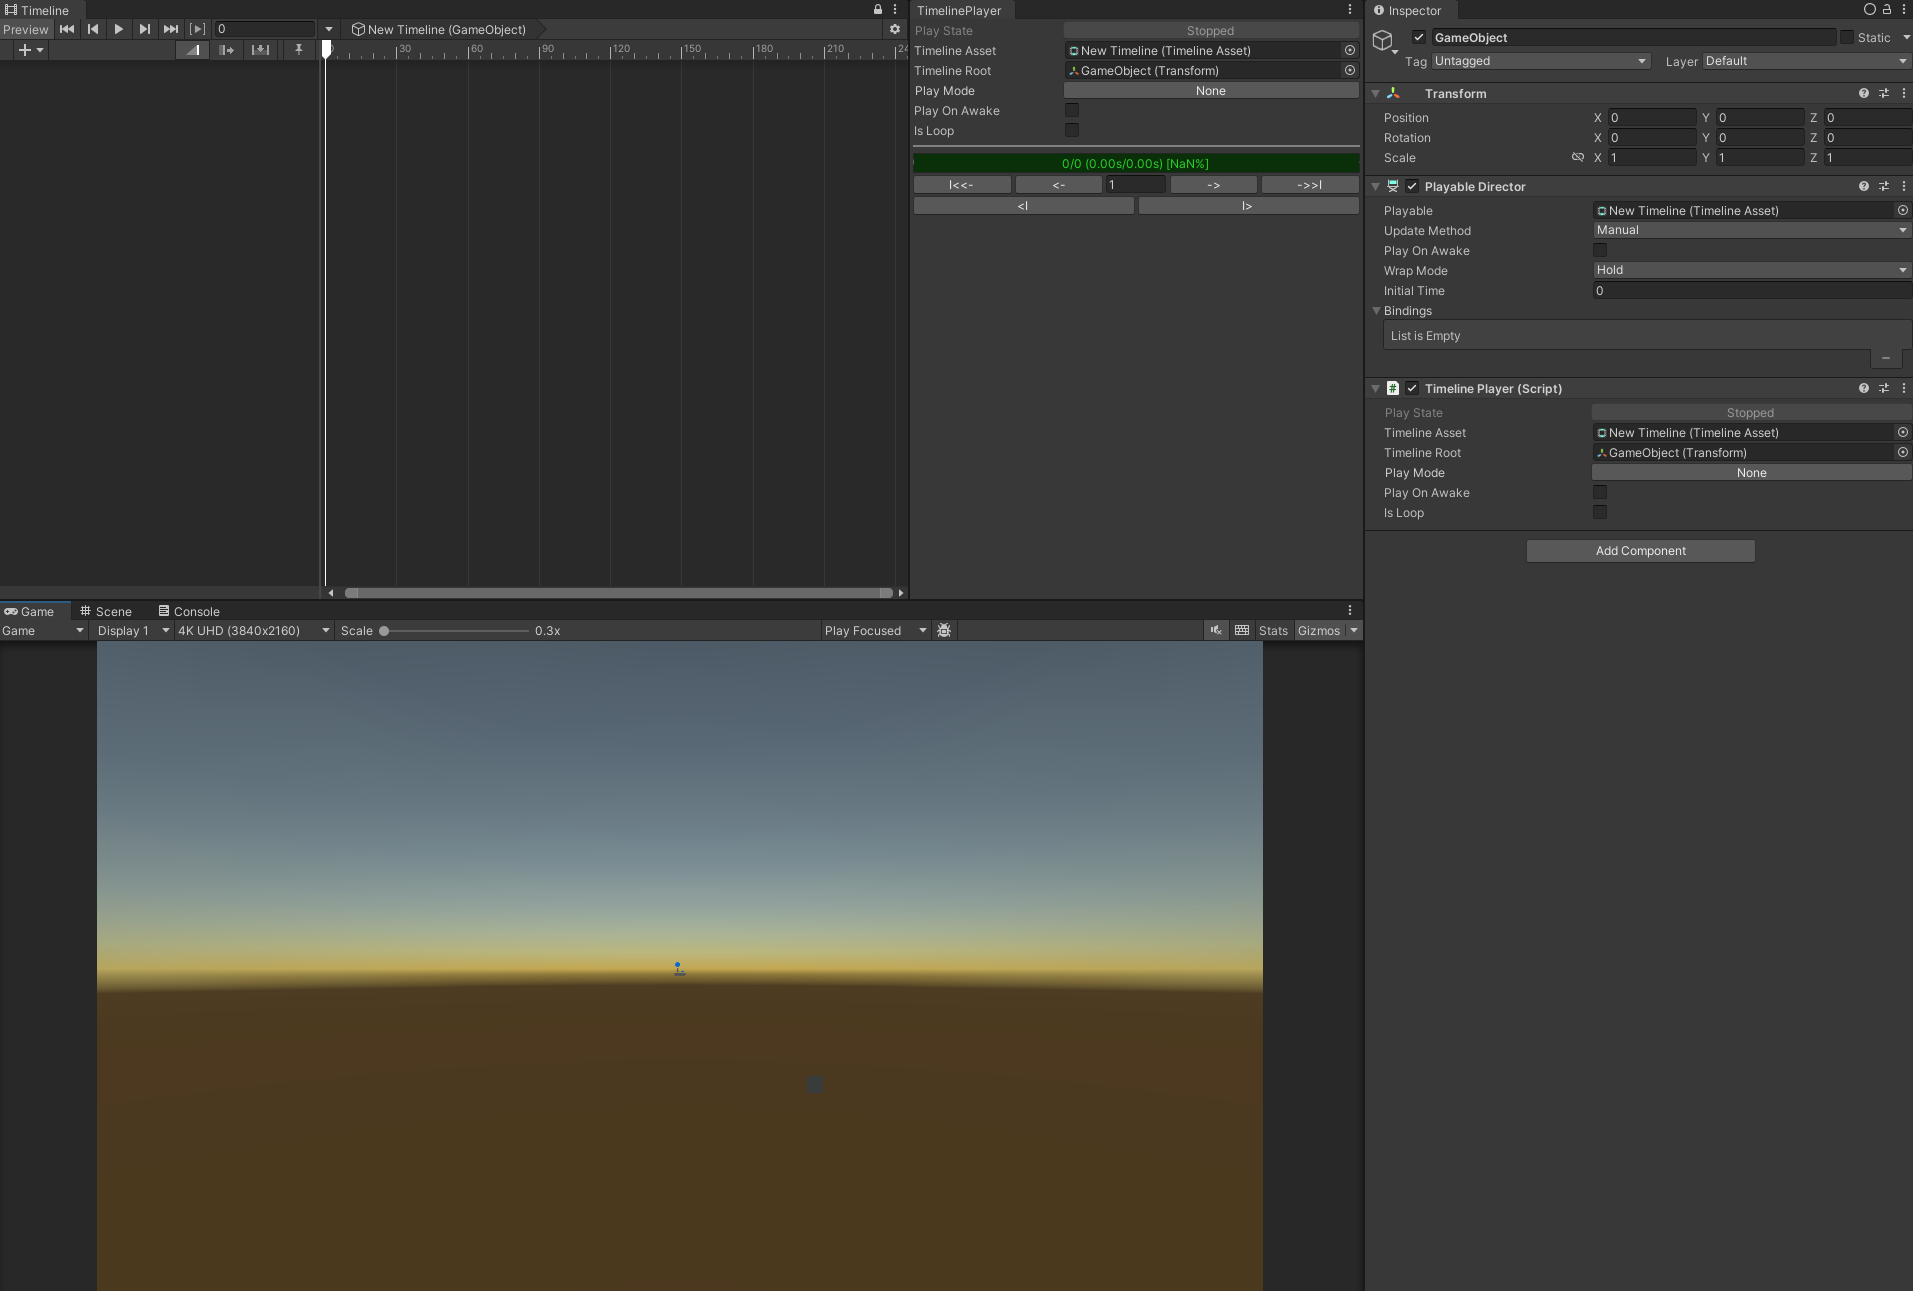 Timeline
Preview
0
New Timeline (GameObject)
30
60
90
120
150
180
210
TimelinePlayer
Play State
Stopped
Timeline Asset
New Timeline (Timeline Asset)
Timeline Root
GameObject (Transform)
Play Mode
None
Play On Awake
Is Loop
0/0 (0.00s/0.00s) [NaN%]
|<<-
<-
1
->
->>|
<|
|>
Game
Scene
Console
Game
Display 1
4K UHD (3840x2160)
Scale
0.3x
Play Focused
Stats
Gizmos
Inspector
GameObject
Static
Tag
Untagged
Layer
Default
Transform
Position
X 0
Y 0
Z 0
Rotation
X 0
Y 0
Z 0
Scale
X 1
Y 1
Z 1
Playable Director
Playable
New Timeline (Timeline Asset)
Update Method
Manual
Play On Awake
Wrap Mode
Hold
Initial Time
0
Bindings
List is Empty
Timeline Player (Script)
Play State
Stopped
Timeline Asset
New Timeline (Timeline Asset)
Timeline Root
GameObject (Transform)
Play Mode
None
Play On Awake
Is Loop
Add Component